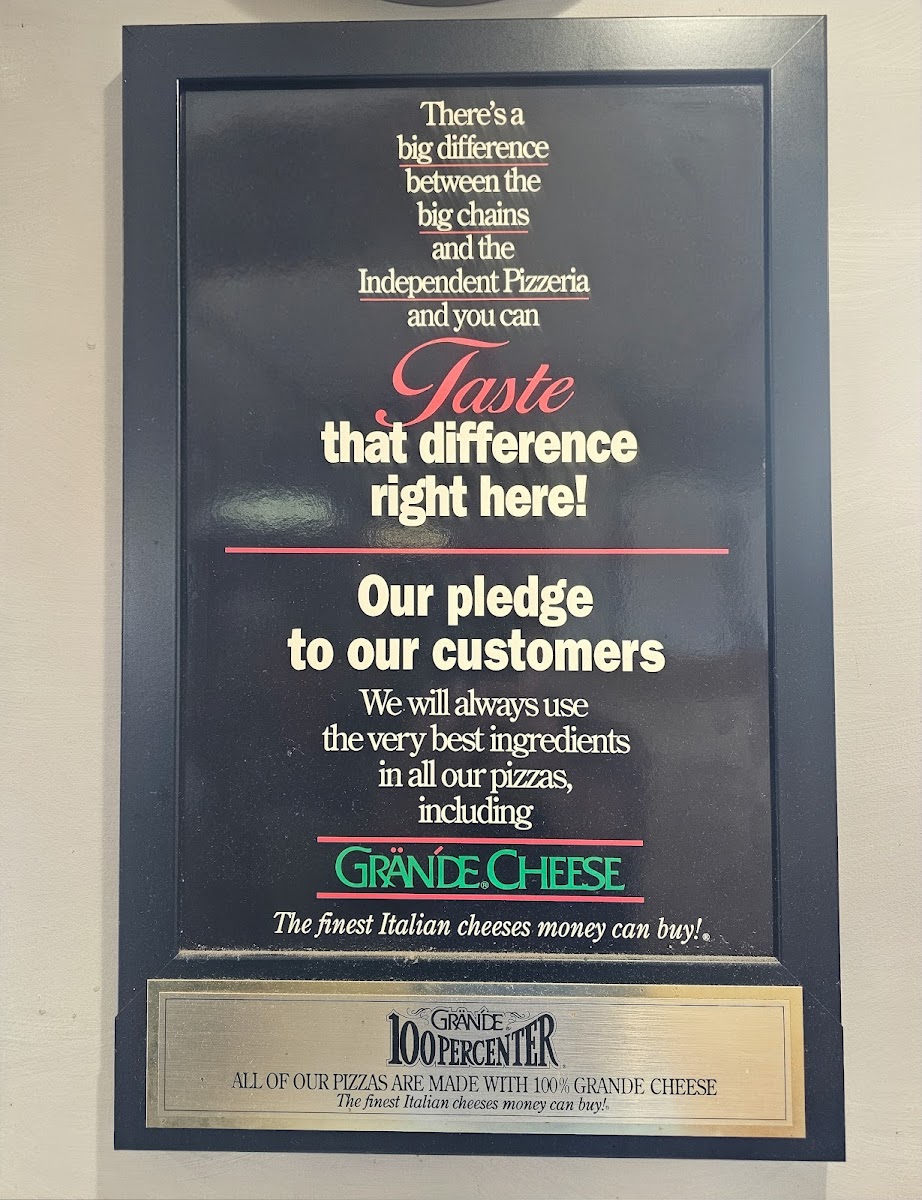 There's a
big difference
between the
big chains
and the
Independent Pizzeria
and you can
Taste
that difference
right here!
Our pledge
to our customers
We will always use
the very best ingredients
in all our pizzas,
including
GRÄNDE® CHEESE
The finest Italian cheeses money can buy!®
GRÄNDE®
100 PERCENTER®
ALL OF OUR PIZZAS ARE MADE WITH 100% GRANDE CHEESE
The finest Italian cheeses money can buy!®